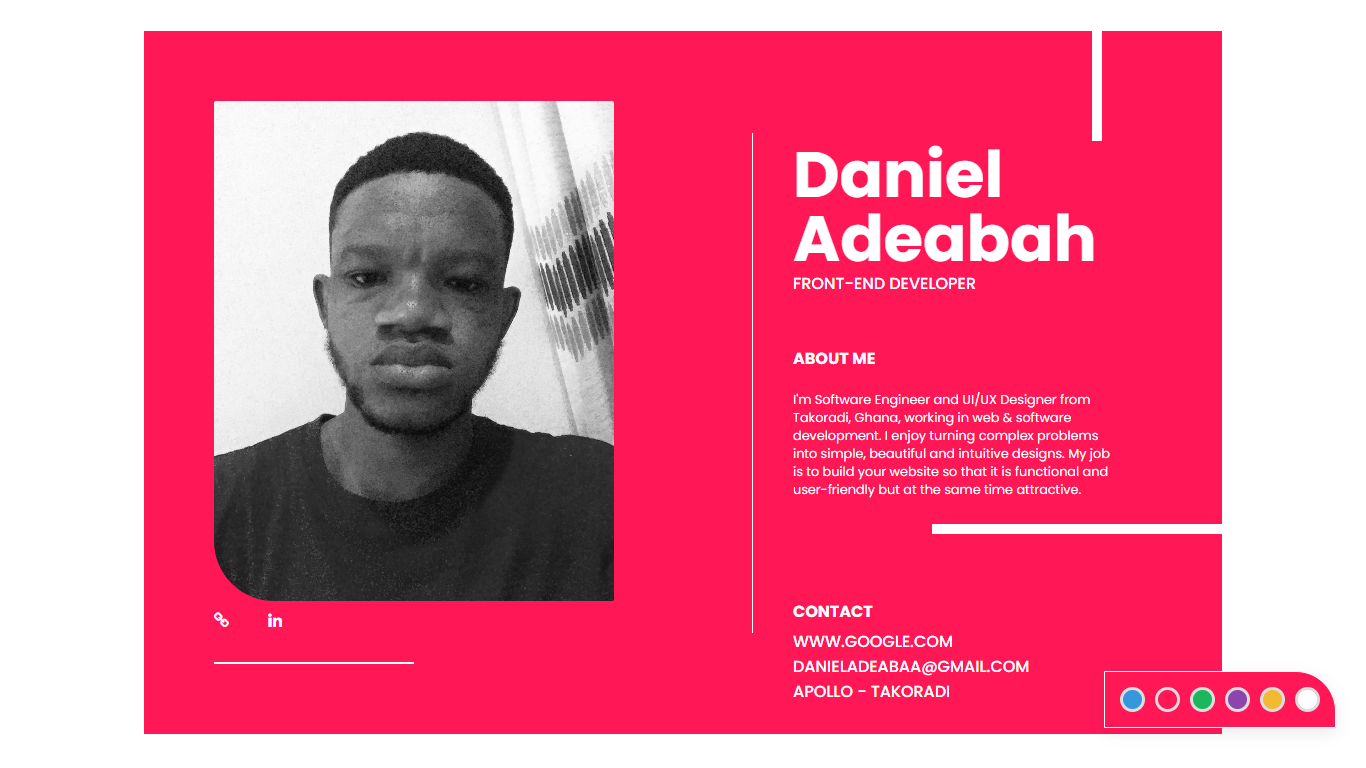 Daniel
Adeabah
FRONT-END DEVELOPER
ABOUT ME
I'm Software Engineer and UI/UX Designer from
Takoradi, Ghana, working in web & software
development. I enjoy turning complex problems
into simple, beautiful and intuitive designs. My job
is to build your website so that it is functional and
user-friendly but at the same time attractive.
in
CONTACT
WWW.GOOGLE.COM
DANIELADEABAA@GMAIL.COM
APOLLO - TAKORADI